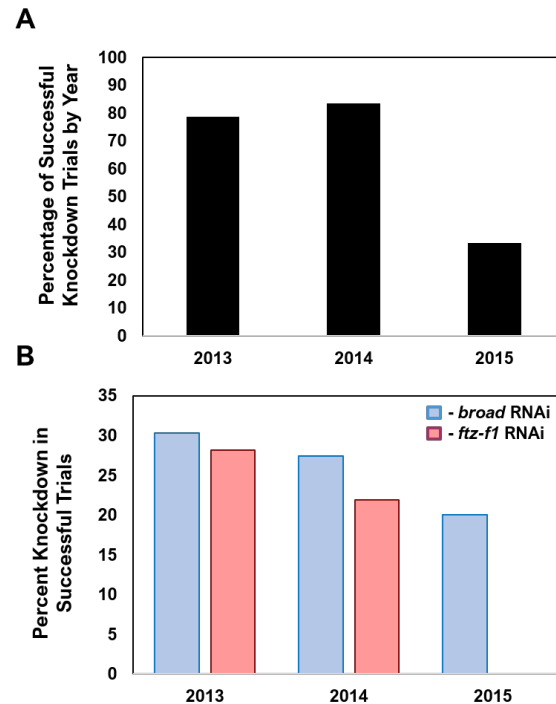 A
Percentage of Successful
Knockdown Trials by Year
100
90
80
70
60
50
40
30
20
10
0
2013 2014 2015
B
Percent Knockdown in
Successful Trials
35
30
25
20
15
10
5
0
- broad RNAi
- ftz-f1 RNAi
2013 2014 2015